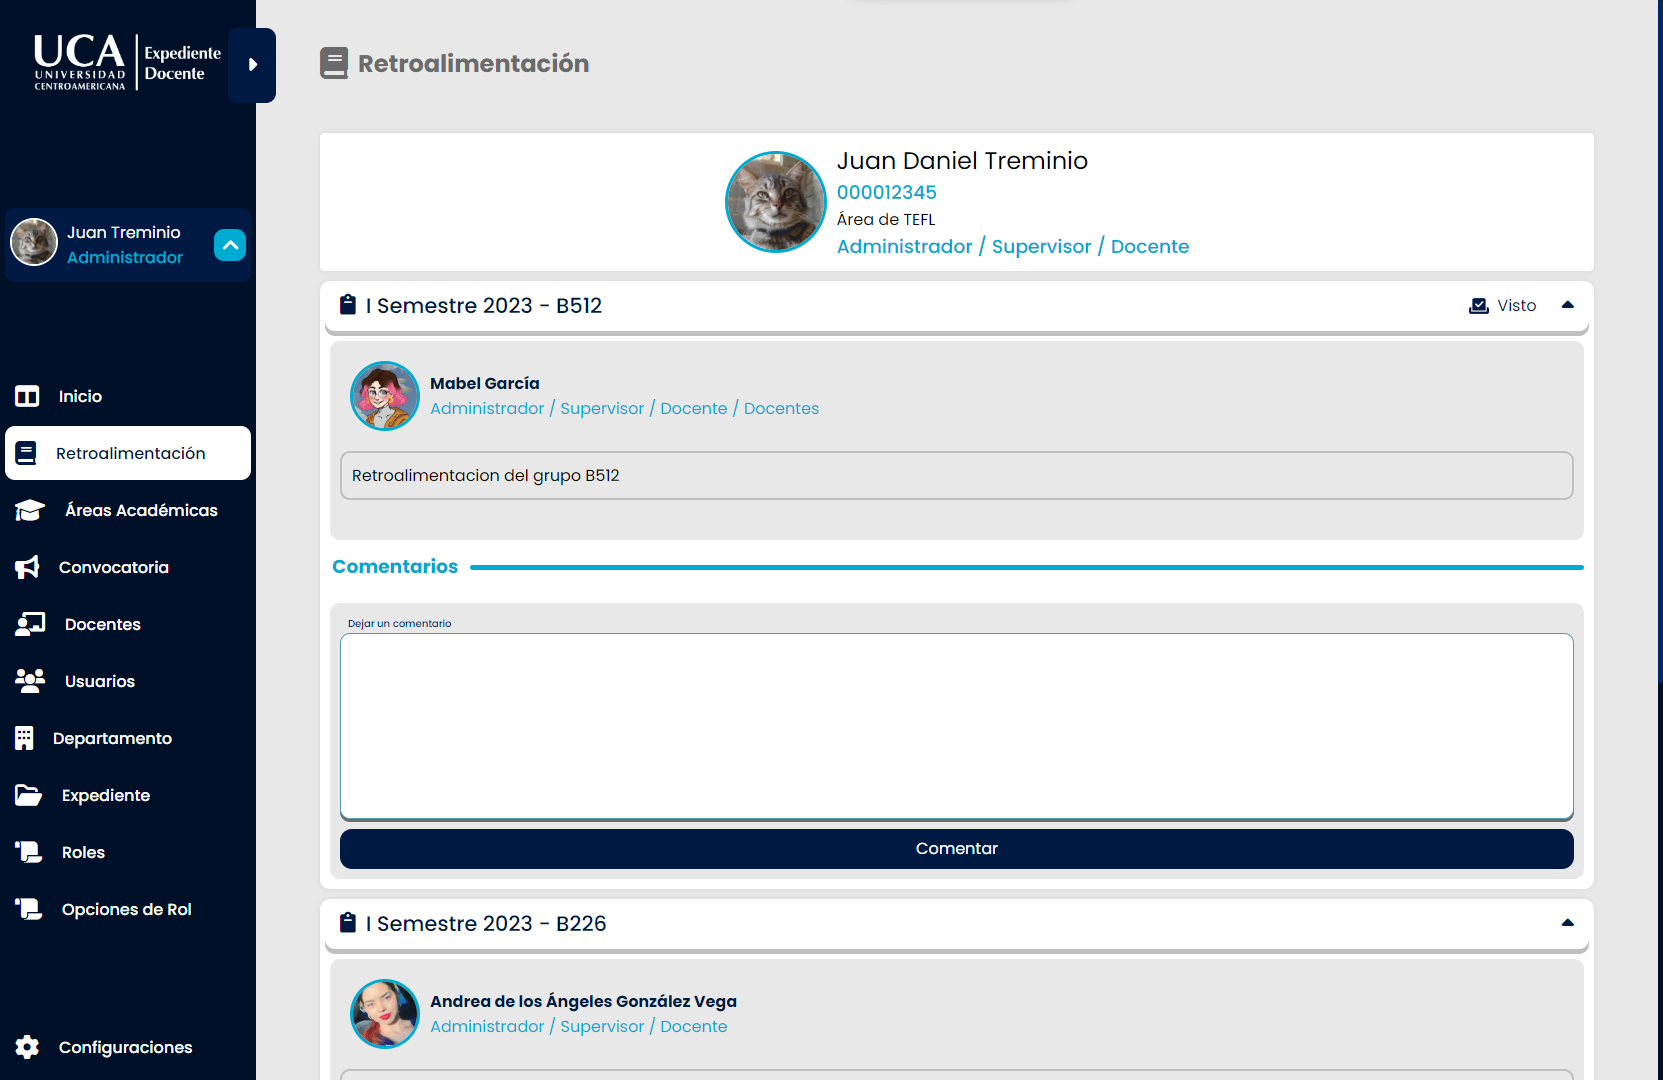 UCA
UNIVERSIDAD
CENTROAMERICANA
Expediente
Docente
Juan Treminio
Administrador
Inicio
Retroalimentación
Áreas Académicas
Convocatoria
Docentes
Usuarios
Departamento
Expediente
Roles
Opciones de Rol
Configuraciones
Retroalimentación
Juan Daniel Treminio
000012345
Área de TEFL
Administrador / Supervisor / Docente
I Semestre 2023 - B512
Visto
Mabel García
Administrador / Supervisor / Docente / Docentes
Retroalimentacion del grupo B512
Comentarios
Dejar un comentario
Comentar
I Semestre 2023 - B226
Andrea de los Ángeles González Vega
Administrador / Supervisor / Docente